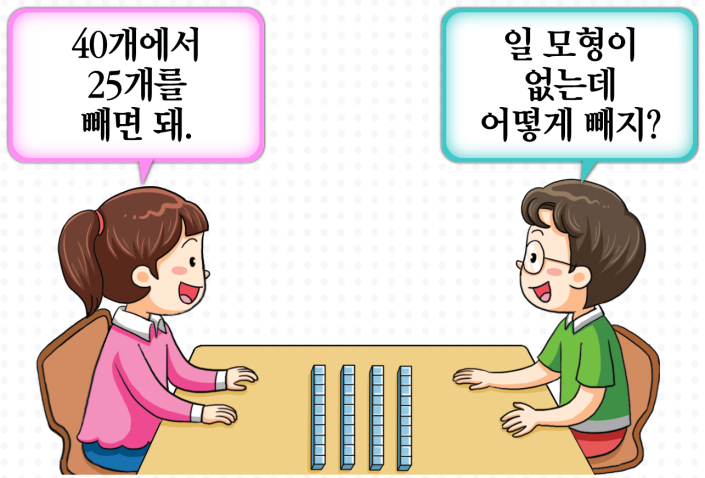 40개에서
25개를
빼면 돼.
일 모형이
없는데
어떻게 빼지?